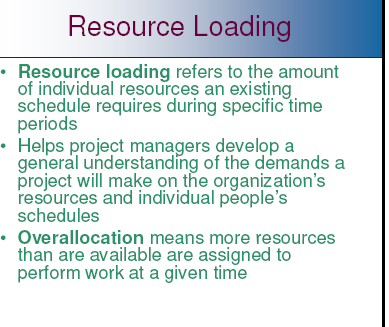 Resource Loading
• Resource loading refers to the amount
of individual resources an existing
schedule requires during specific time
periods
• Helps project managers develop a
general understanding of the demands a
project will make on the organization's
resources and individual people's
schedules
• Overallocation means more resources
than are available are assigned to
perform work at a given time